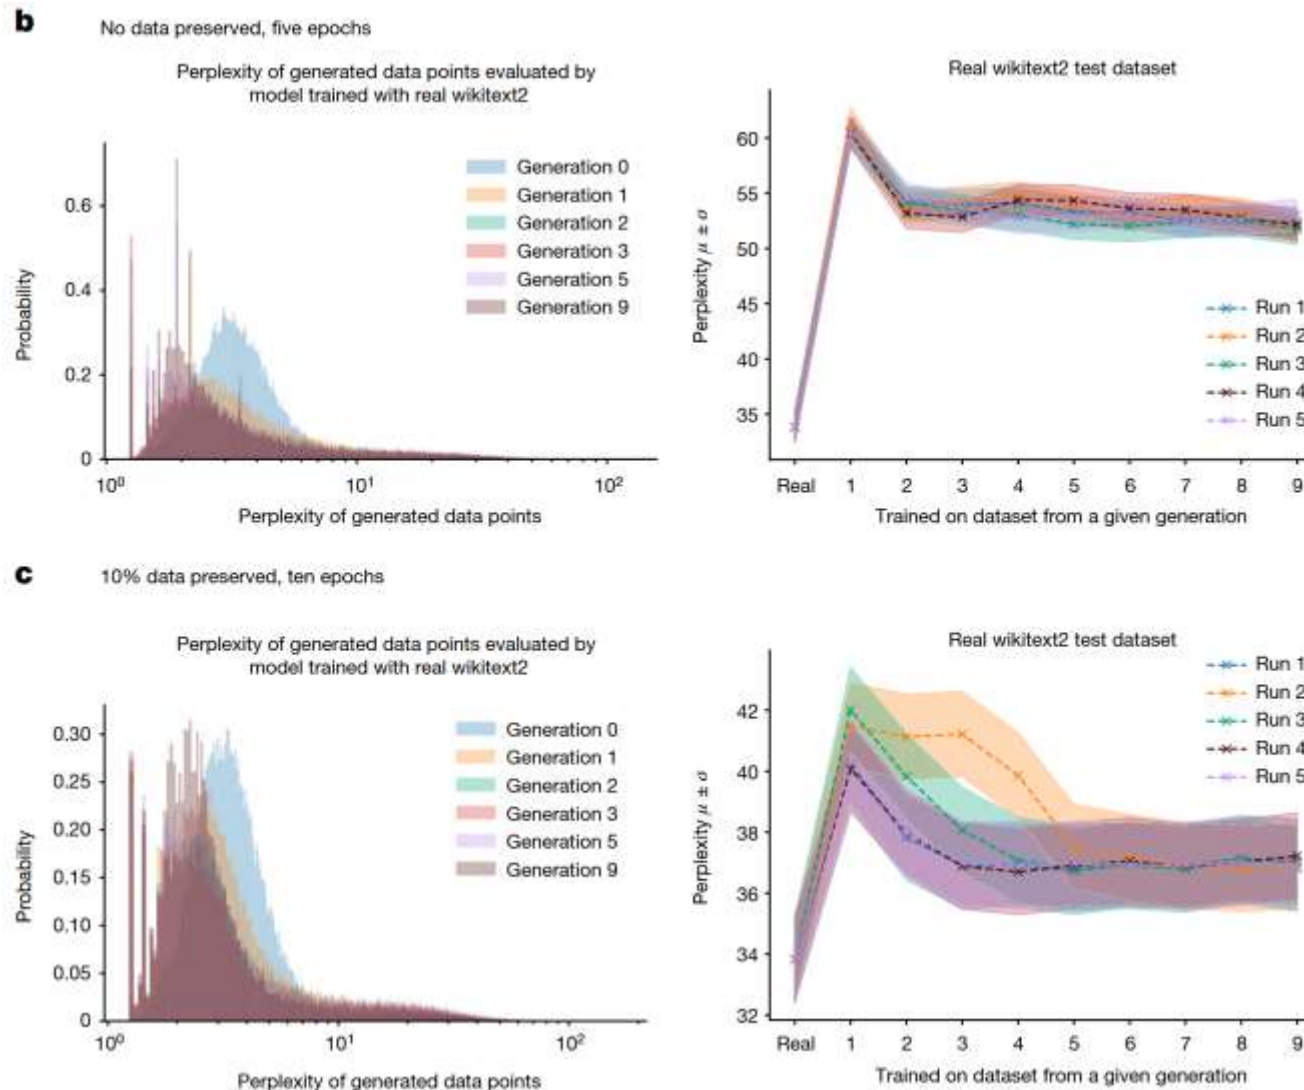 b
No data preserved, five epochs
Perplexity of generated data points evaluated by
model trained with real wikitext2
Probability
0.6
0.4
0.2
0
Generation 0
Generation 1
Generation 2
Generation 3
Generation 5
Generation 9
10⁰
10¹
10²
Perplexity of generated data points
Real wikitext2 test dataset
Perplexity μ ± σ
60
55
50
45
40
35
Run 1
Run 2
Run 3
Run 4
Run 5
Real 1 2 3 4 5 6 7 8 9
Trained on dataset from a given generation
c
10% data preserved, ten epochs
Perplexity of generated data points evaluated by
model trained with real wikitext2
Probability
0.30
0.25
0.20
0.15
0.10
0.05
0
Generation 0
Generation 1
Generation 2
Generation 3
Generation 5
Generation 9
10⁰
10¹
10²
Perplexity of generated data points
Real wikitext2 test dataset
Perplexity μ ± σ
42
40
38
36
34
32
Run 1
Run 2
Run 3
Run 4
Run 5
Real 1 2 3 4 5 6 7 8 9
Trained on dataset from a given generation